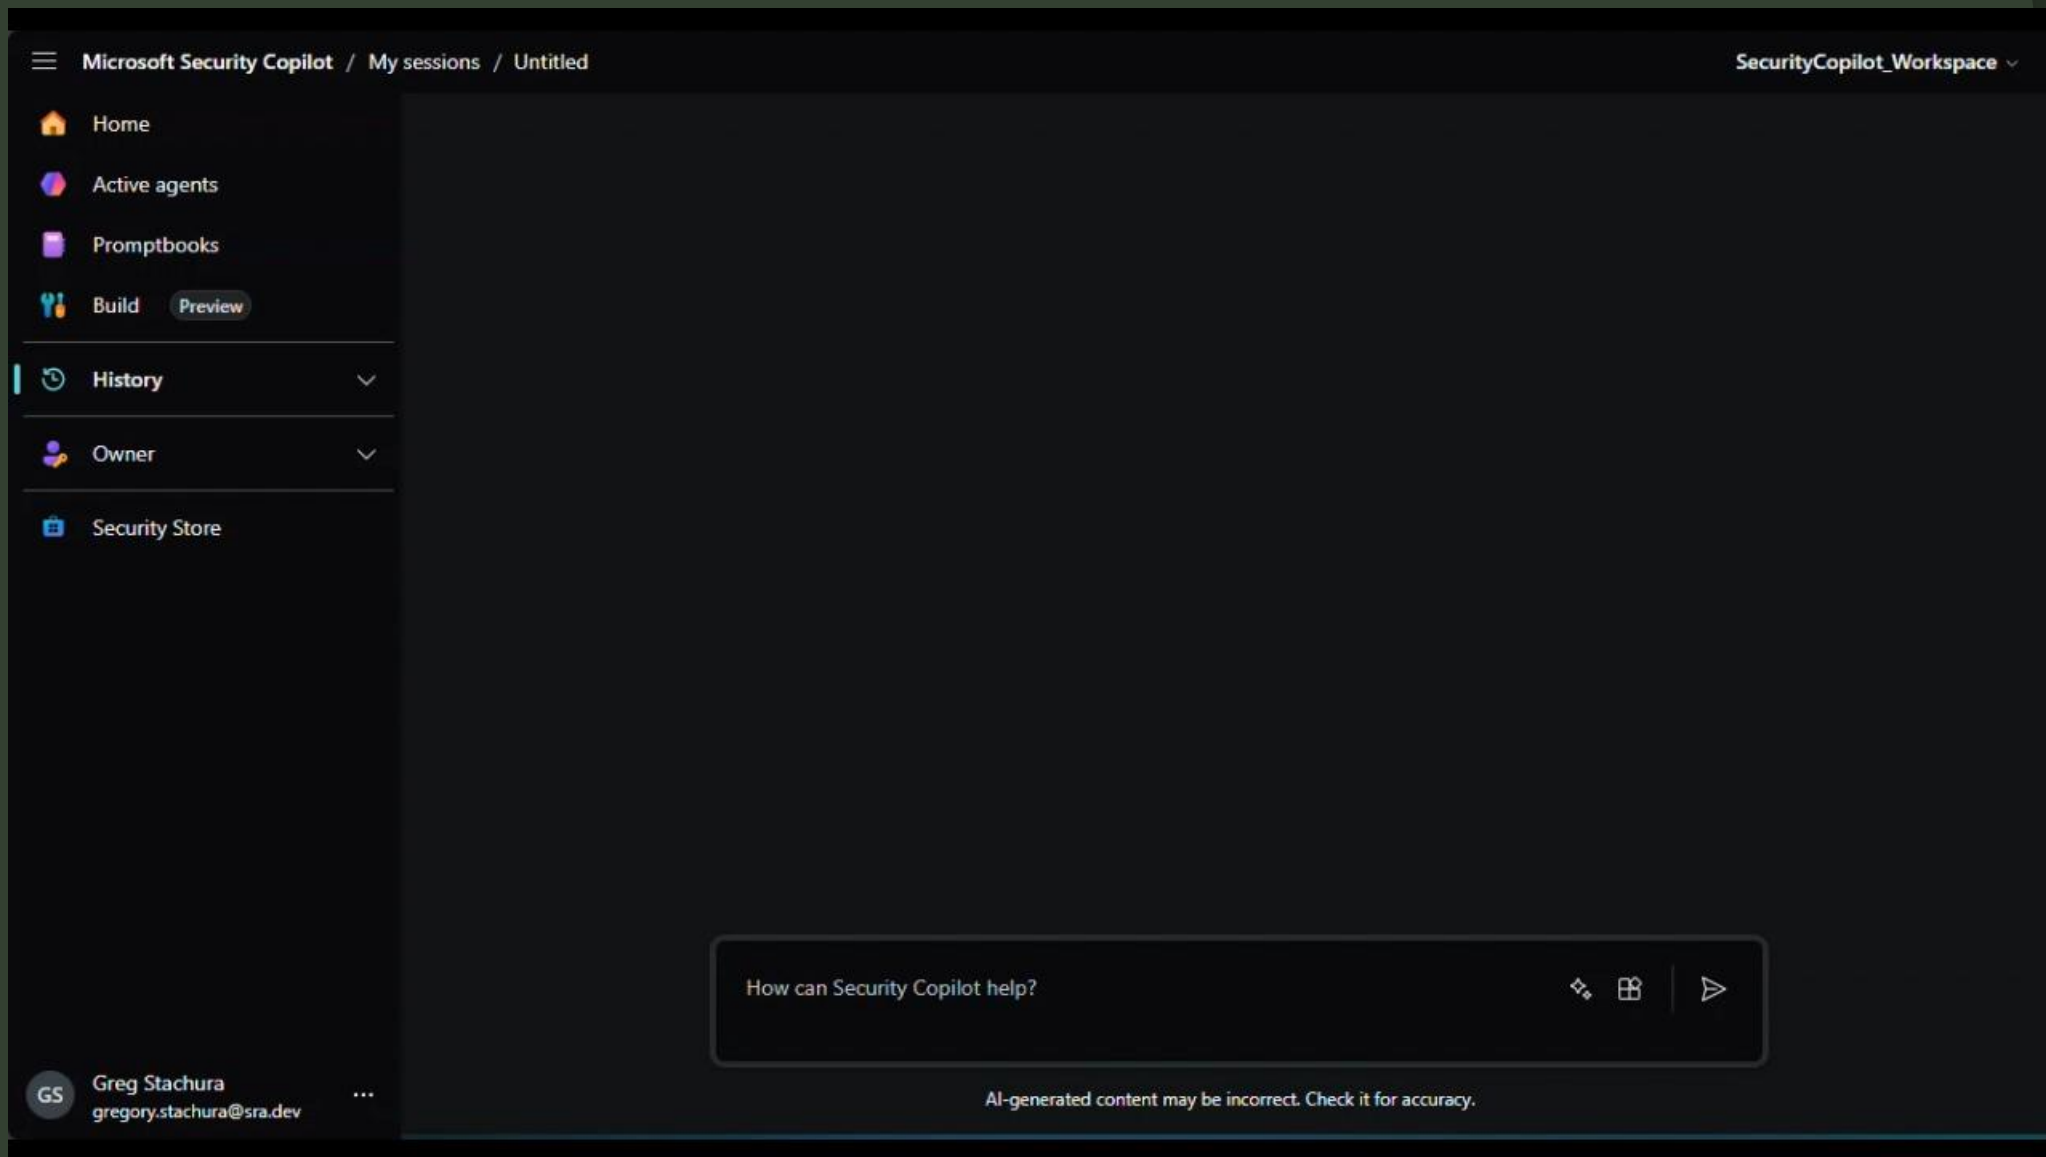 Microsoft Security Copilot / My sessions / Untitled
SecurityCopilot_Workspace
Home
Active agents
Promptbooks
Build Preview
History
Owner
Security Store
How can Security Copilot help?
AI-generated content may be incorrect. Check it for accuracy.
GS
Greg Stachura
gregory.stachura@sra.dev